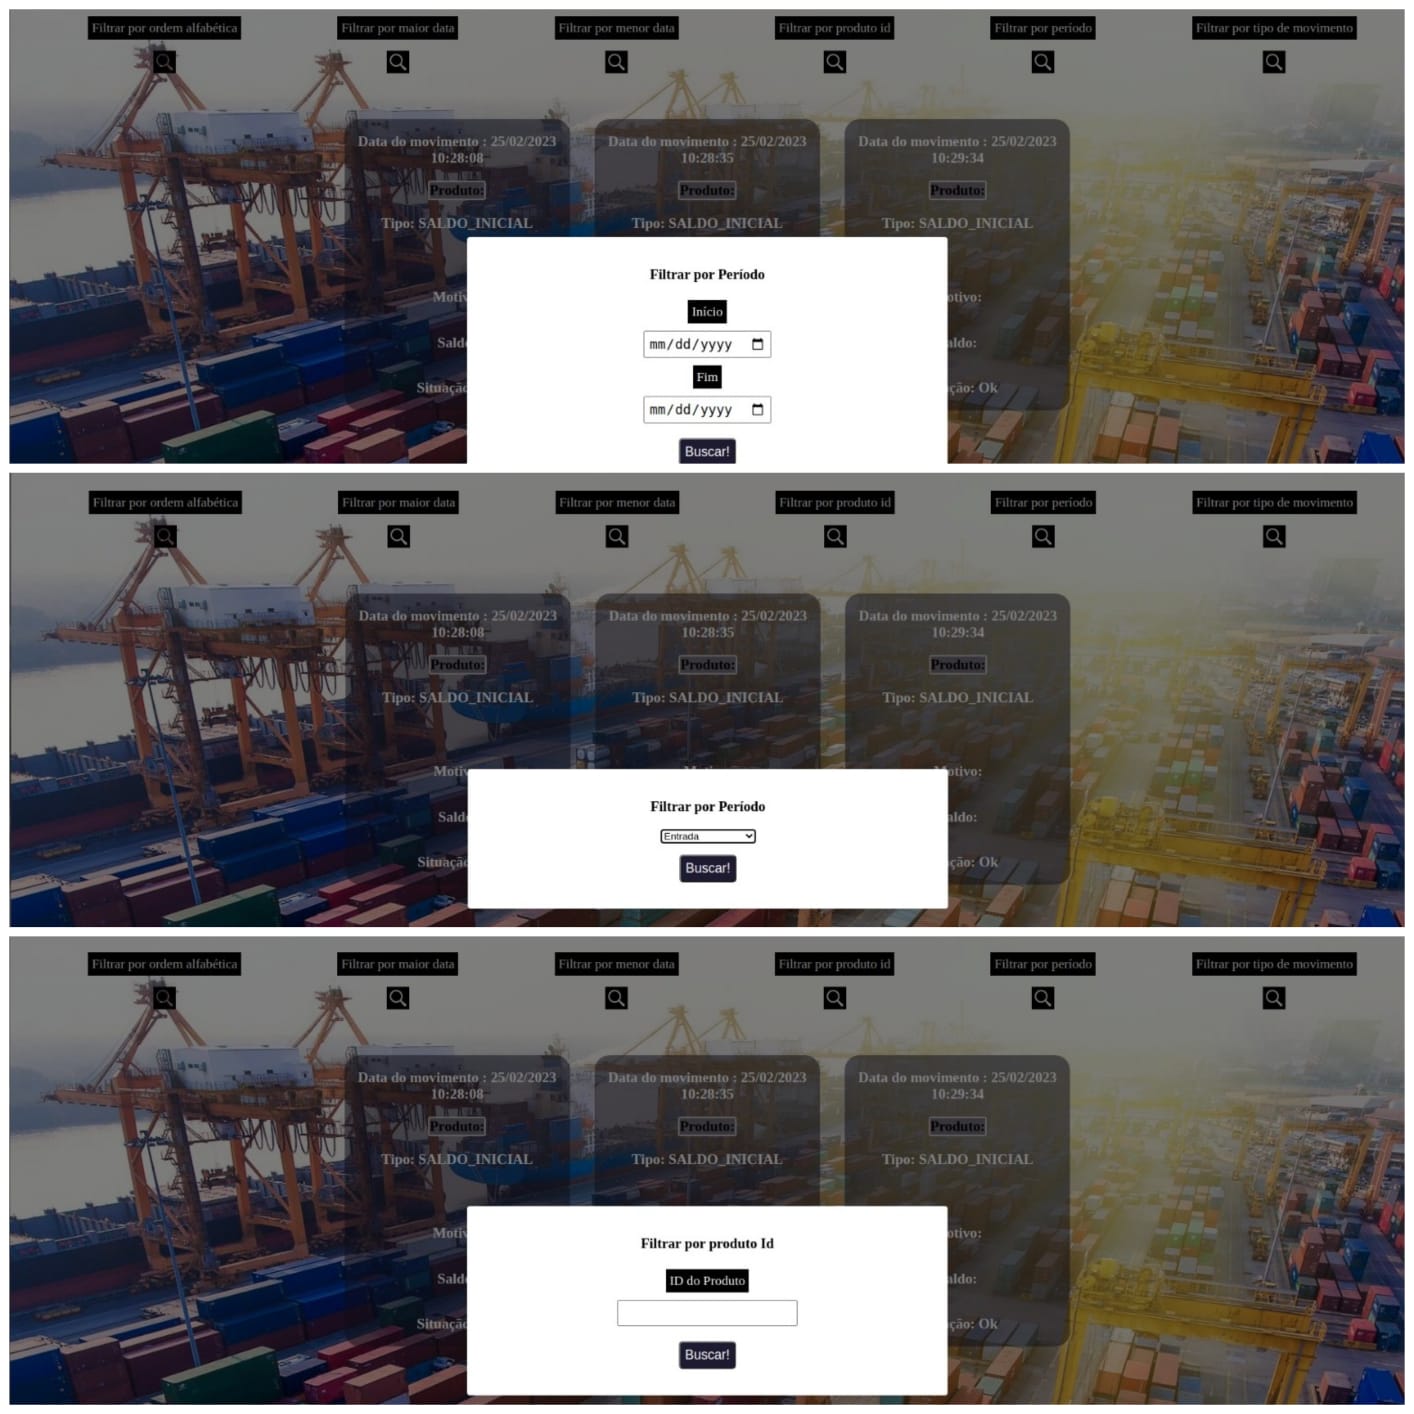 Filtrar por ordem alfabética Filtrar por maior data Filtrar por menor data Filtrar por produto id Filtrar por período Filtrar por tipo de movimento
Data do movimento : 25/02/2023
10:28:08
Produto:
Tipo: SALDO_INICIAL
Data do movimento : 25/02/2023
10:28:35
Produto:
Tipo: SALDO_INICIAL
Data do movimento : 25/02/2023
10:29:34
Produto:
Tipo: SALDO_INICIAL
Ok
Filtrar por Período
Início
mm/dd/yyyy
Fim
mm/dd/yyyy
Buscar!
Filtrar por ordem alfabética Filtrar por maior data Filtrar por menor data Filtrar por produto id Filtrar por período Filtrar por tipo de movimento
Data do movimento : 25/02/2023
10:28:08
Produto:
Tipo: SALDO_INICIAL
Data do movimento : 25/02/2023
10:28:35
Produto:
Tipo: SALDO_INICIAL
Data do movimento : 25/02/2023
10:29:34
Produto:
Tipo: SALDO_INICIAL
Ok
Filtrar por Período
Entrada
Buscar!
Filtrar por ordem alfabética Filtrar por maior data Filtrar por menor data Filtrar por produto id Filtrar por período Filtrar por tipo de movimento
Data do movimento : 25/02/2023
10:28:08
Produto:
Tipo: SALDO_INICIAL
Data do movimento : 25/02/2023
10:28:35
Produto:
Tipo: SALDO_INICIAL
Data do movimento : 25/02/2023
10:29:34
Produto:
Tipo: SALDO_INICIAL
Ok
Filtrar por produto Id
ID do Produto
Buscar!